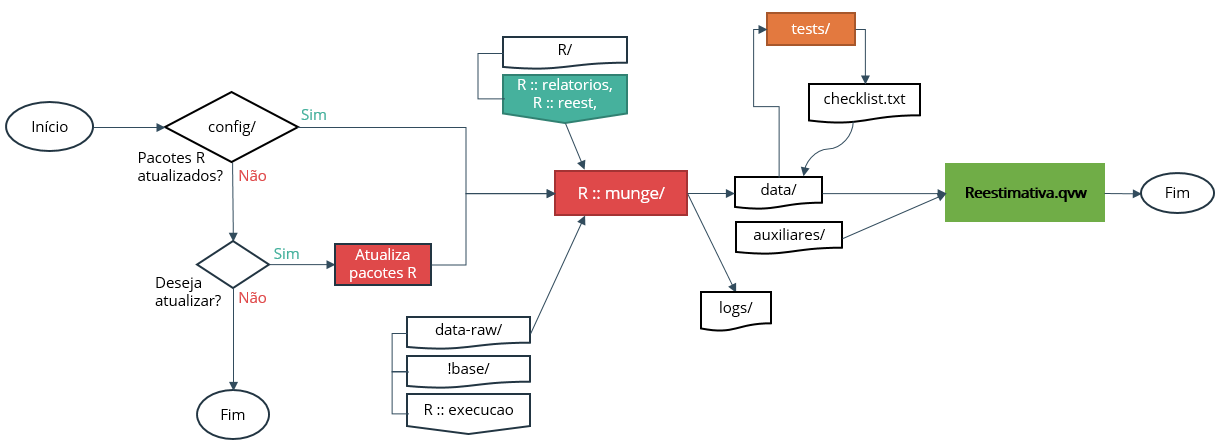 Início
config/
Pacotes R
atualizados?
Sim
Não
Deseja
atualizar?
Sim
Não
Fim
Atualiza
pacotes R
R/
R :: relatorios,
R :: reest,
R :: munge/
data-raw/
!base/
R :: execucao
tests/
checklist.txt
data/
auxiliares/
logs/
Reestimativa.qvw
Fim